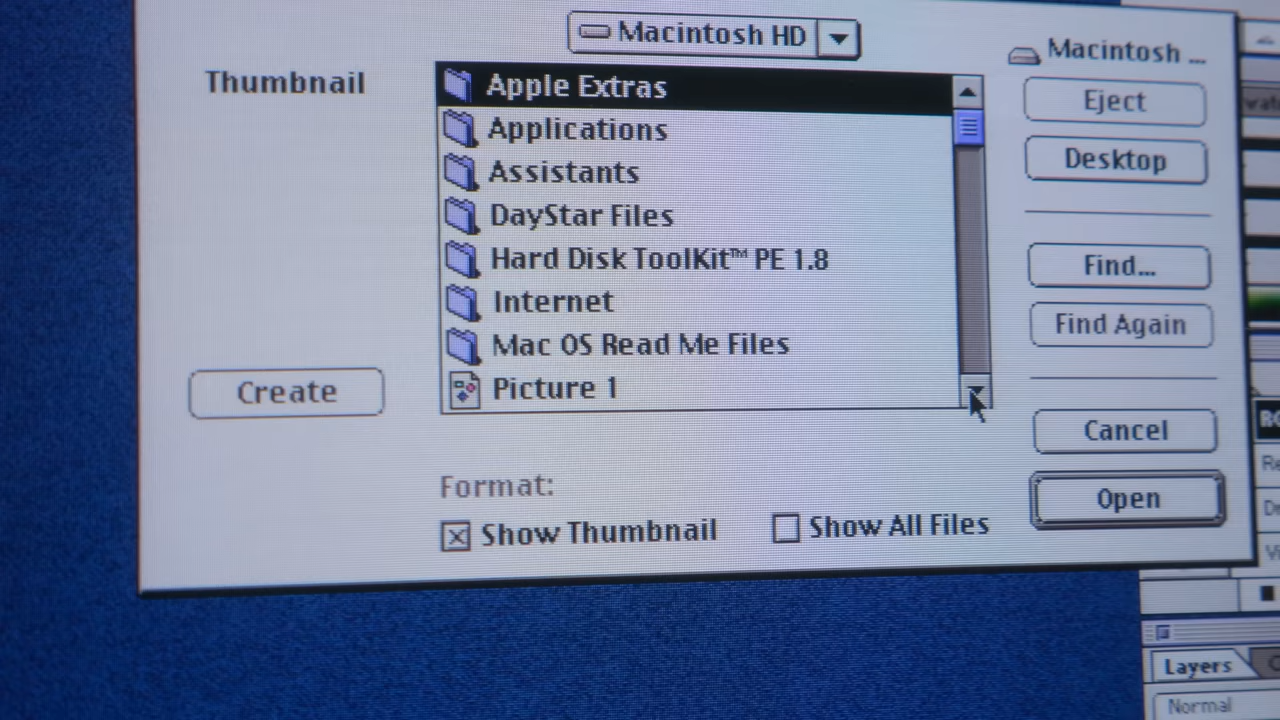 Macintosh HD
Macintosh ...
Thumbnail
Apple Extras
Applications
Assistants
DayStar Files
Hard Disk ToolKit™ PE 1.8
Internet
Mac OS Read Me Files
Picture 1
Eject
Desktop
Find...
Find Again
Cancel
Open
Create
Format:
Show Thumbnail
Show All Files
Layers
Normal